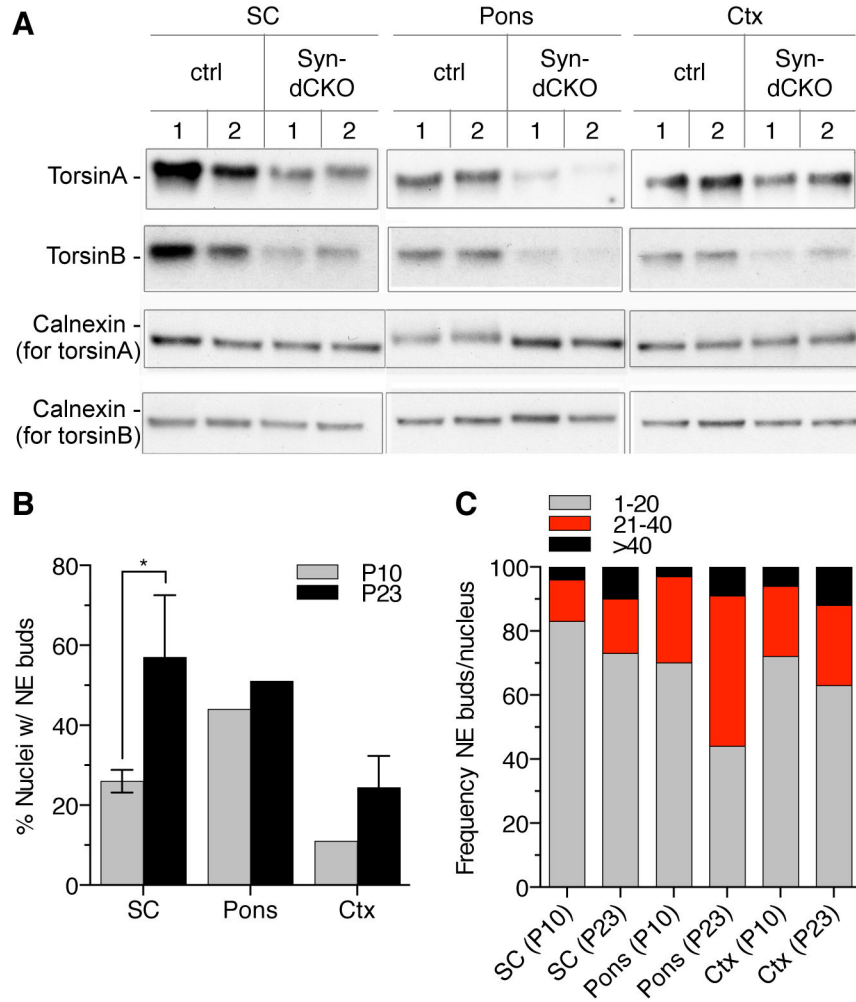 A
SC Pons Ctx
ctrl Syn-dCKO ctrl Syn-dCKO ctrl Syn-dCKO
1 2 1 2 1 2 1 2 1 2 1 2
TorsinA -
TorsinB -
Calnexin -
(for torsinA)
Calnexin -
(for torsinB)
B
% Nuclei w/ NE buds
80
60
40
20
0
*
P10
P23
SC Pons Ctx
C
1-20
21-40
>40
Frequency NE buds/nucleus
100
80
60
40
20
0
SC (P10)
SC (P23)
Pons (P10)
Pons (P23)
Ctx (P10)
Ctx (P23)